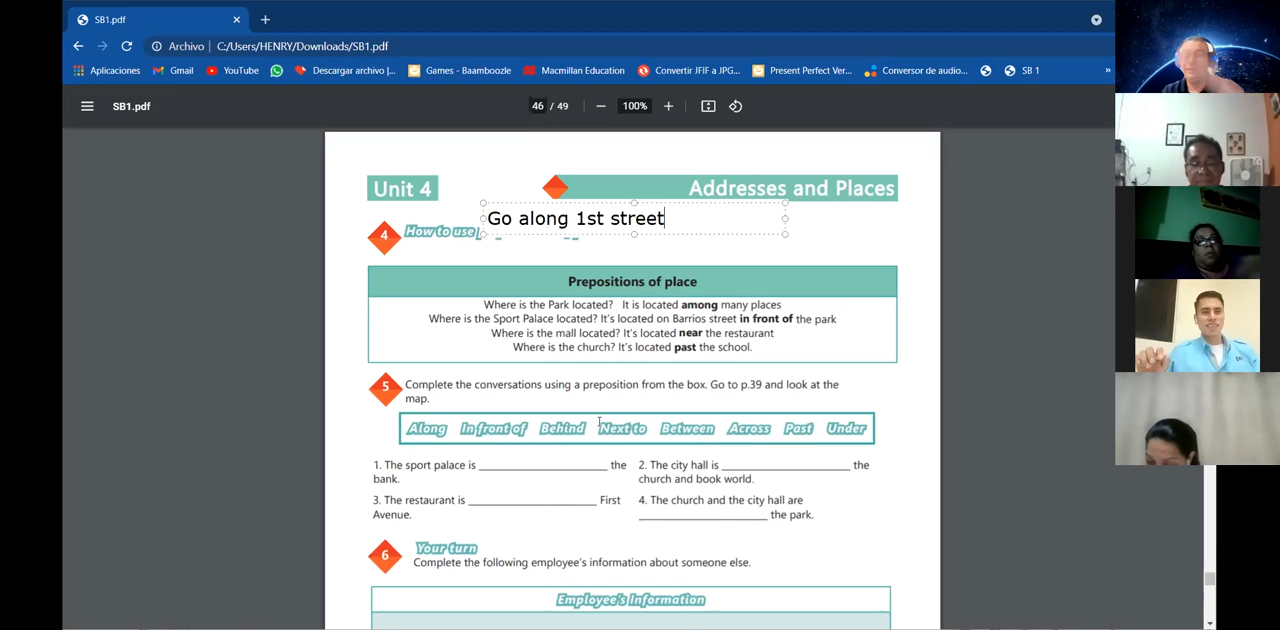 SB1.pdf
Archivo C:/Users/HENRY/Downloads/SB1.pdf
Aplicaciones Gmail YouTube Descargar archivo |... Games - Baamboozle Macmillan Education Convertir JFIF a JPG... Present Perfect Ver... Conversor de audio... SB 1 »
SB1.pdf 46 / 49 100%
Unit 4 Addresses and Places
Go along 1st street
4 How to use
Prepositions of place
Where is the Park located? It is located among many places
Where is the Sport Palace located? It's located on Barrios street in front of the park
Where is the mall located? It's located near the restaurant
Where is the church? It's located past the school.
5 Complete the conversations using a preposition from the box. Go to p.39 and look at the
map.
Along In front of Behind Next to Between Across Past Under
1. The sport palace is ____________________ the
bank.
2. The city hall is ____________________ the
church and book world.
3. The restaurant is ____________________ First
Avenue.
4. The church and the city hall are
____________________ the park.
6 Your turn
Complete the following employee's information about someone else.
Employee's Information